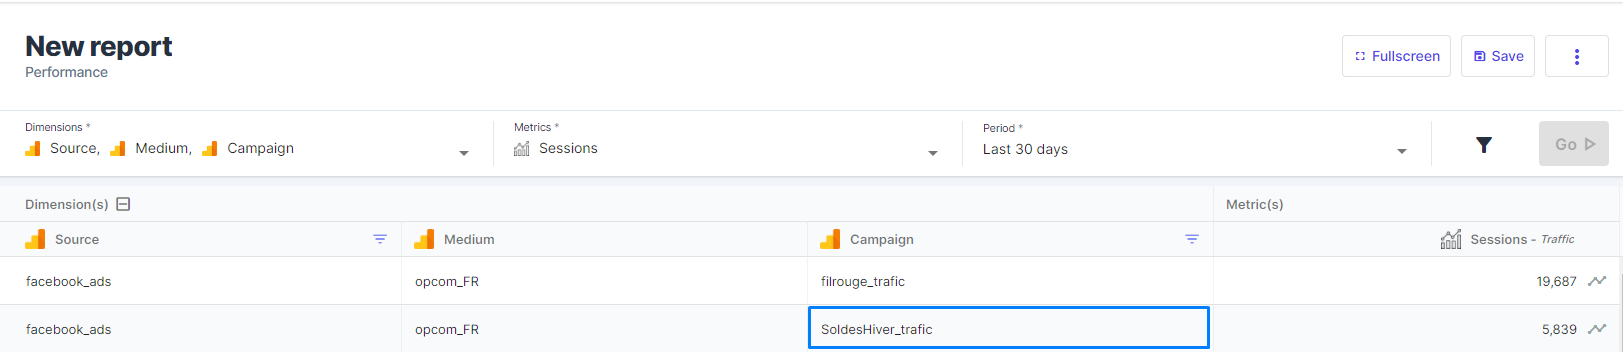 New report
Performance
Fullscreen
Save
Dimensions *
Source, Medium, Campaign
Metrics *
Sessions
Period *
Last 30 days
Go
Dimension(s)
Metric(s)
Source
Medium
Campaign
Sessions - Traffic
facebook_ads opcom_FR filrouge_trafic 19,687
facebook_ads opcom_FR SoldesHiver_trafic 5,839